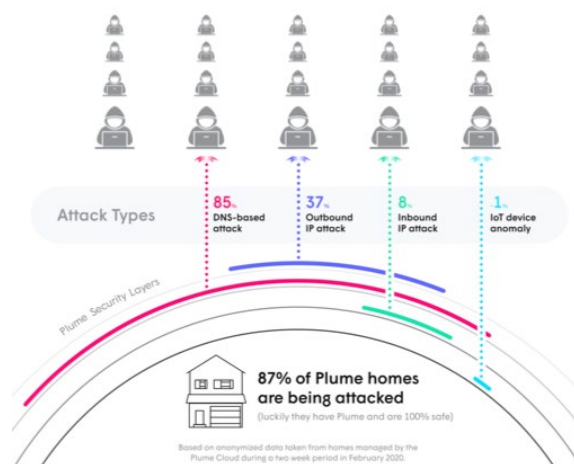 Attack Types
85%
DNS-based
attack
37%
Outbound
IP attack
8%
Inbound
IP attack
~1%
IoT device
anomaly
Plume Security Layers
87% of Plume homes
are being attacked
(luckily they have Plume and are 100% safe)
Based on anonymized data taken from homes managed by the
Plume Cloud during a two week period in February 2020.